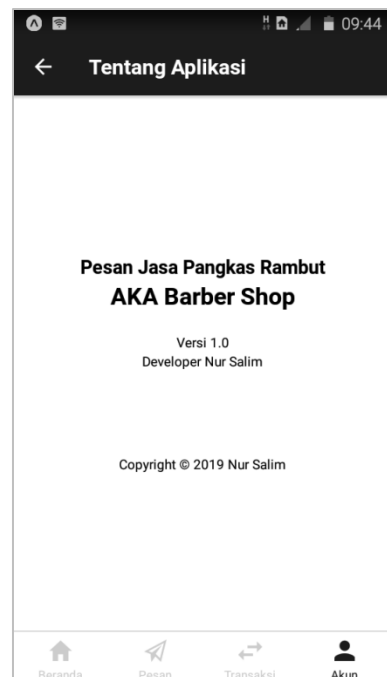 09:44
Tentang Aplikasi
Pesan Jasa Pangkas Rambut
AKA Barber Shop
Versi 1.0
Developer Nur Salim
Copyright © 2019 Nur Salim
Beranda Pesan Transaksi Akun